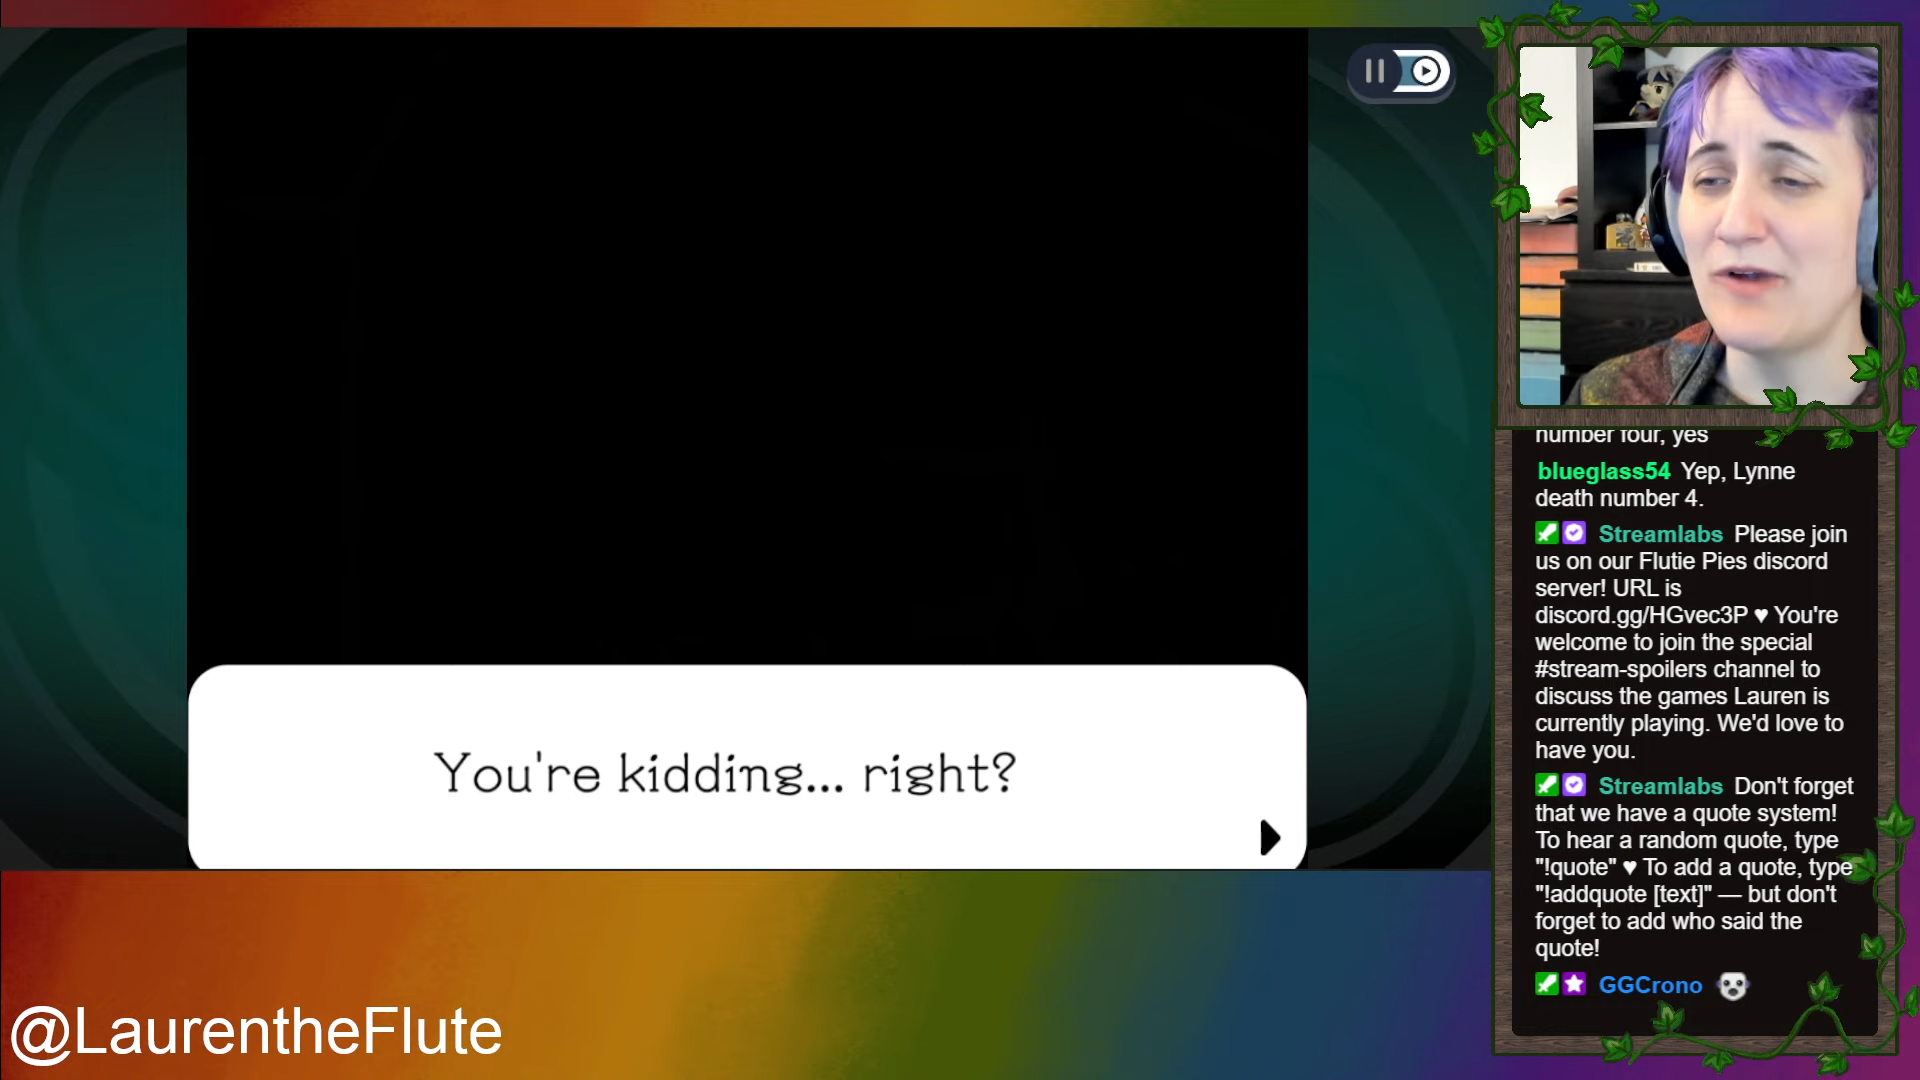 You're kidding... right?
@LaurentheFlute
number four, yes
blueglass54 Yep, Lynne
death number 4.
Streamlabs Please join
us on our Flutie Pies discord
server! URL is
discord.gg/HGvec3P ♥ You're
welcome to join the special
#stream-spoilers channel to
discuss the games Lauren is
currently playing. We'd love to
have you.
Streamlabs Don't forget
that we have a quote system!
To hear a random quote, type
"!quote" ♥ To add a quote, type
"!addquote [text]" — but don't
forget to add who said the
quote!
GGCrono